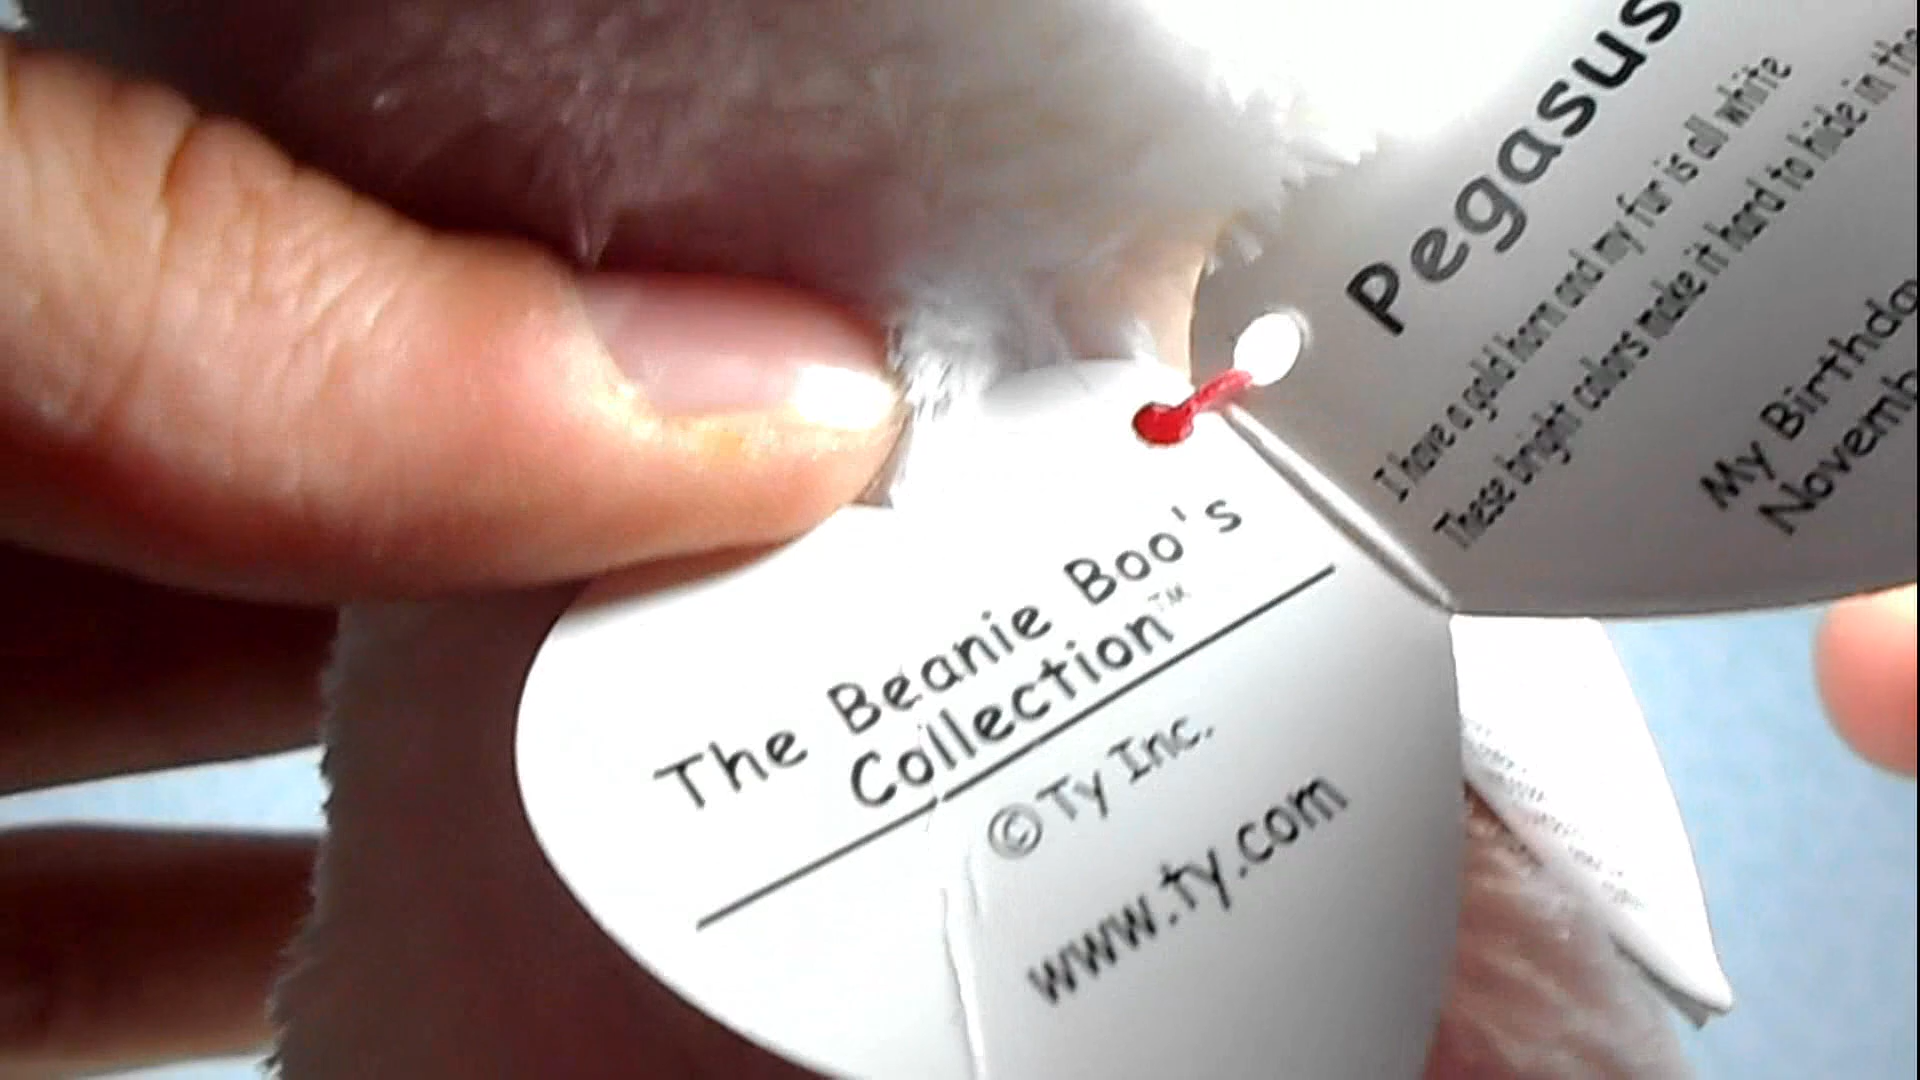 The Beanie Boo's
Collection™
© Ty Inc.
www.ty.com
Pegasus
I have a gold horn and my fur is all white
These bright colors make it hard to hide in the
My Birthda
Novemb